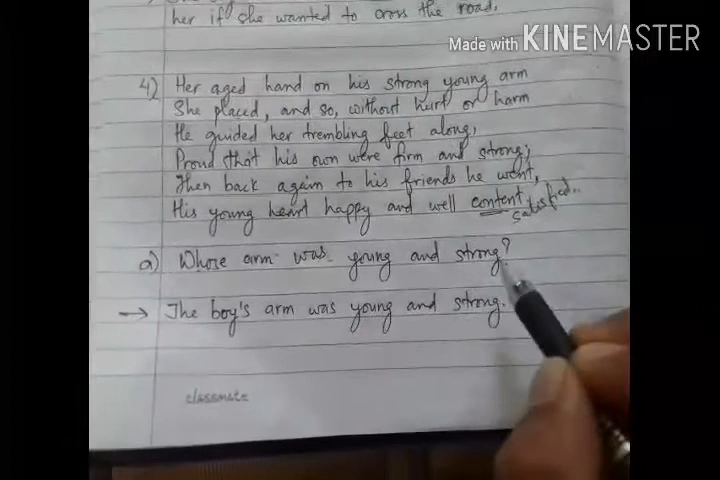 her if she wanted to cross the road.
Made with KINEMASTER
4) Her aged hand on his strong young arm
She placed, and so, without hurt or harm
He guided her trembling feet along,
Proud that his own were firm and strong;
Then back again to his friends he went,
His young heart happy and well content
satisfied..
a) Whose arm was young and strong?
→ The boy's arm was young and strong.
classmate